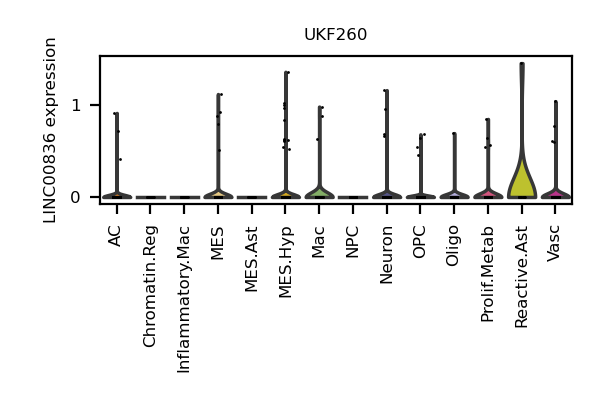 UKF260
LINC00836 expression
1
0
AC
Chromatin.Reg
Inflammatory.Mac
MES
MES.Ast
MES.Hyp
Mac
NPC
Neuron
OPC
Oligo
Prolif.Metab
Reactive.Ast
Vasc